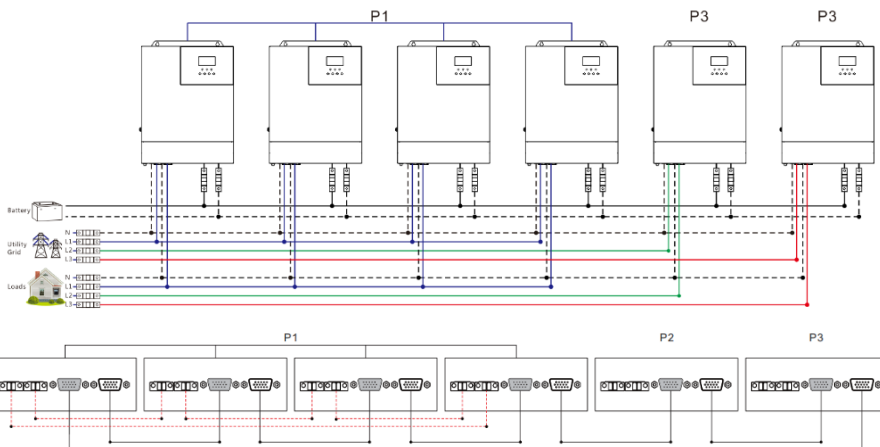 P1 P3 P3
Battery
Utility
Grid
N
L1
L2
L3
Loads
N
L1
L2
L3
P1 P2 P3